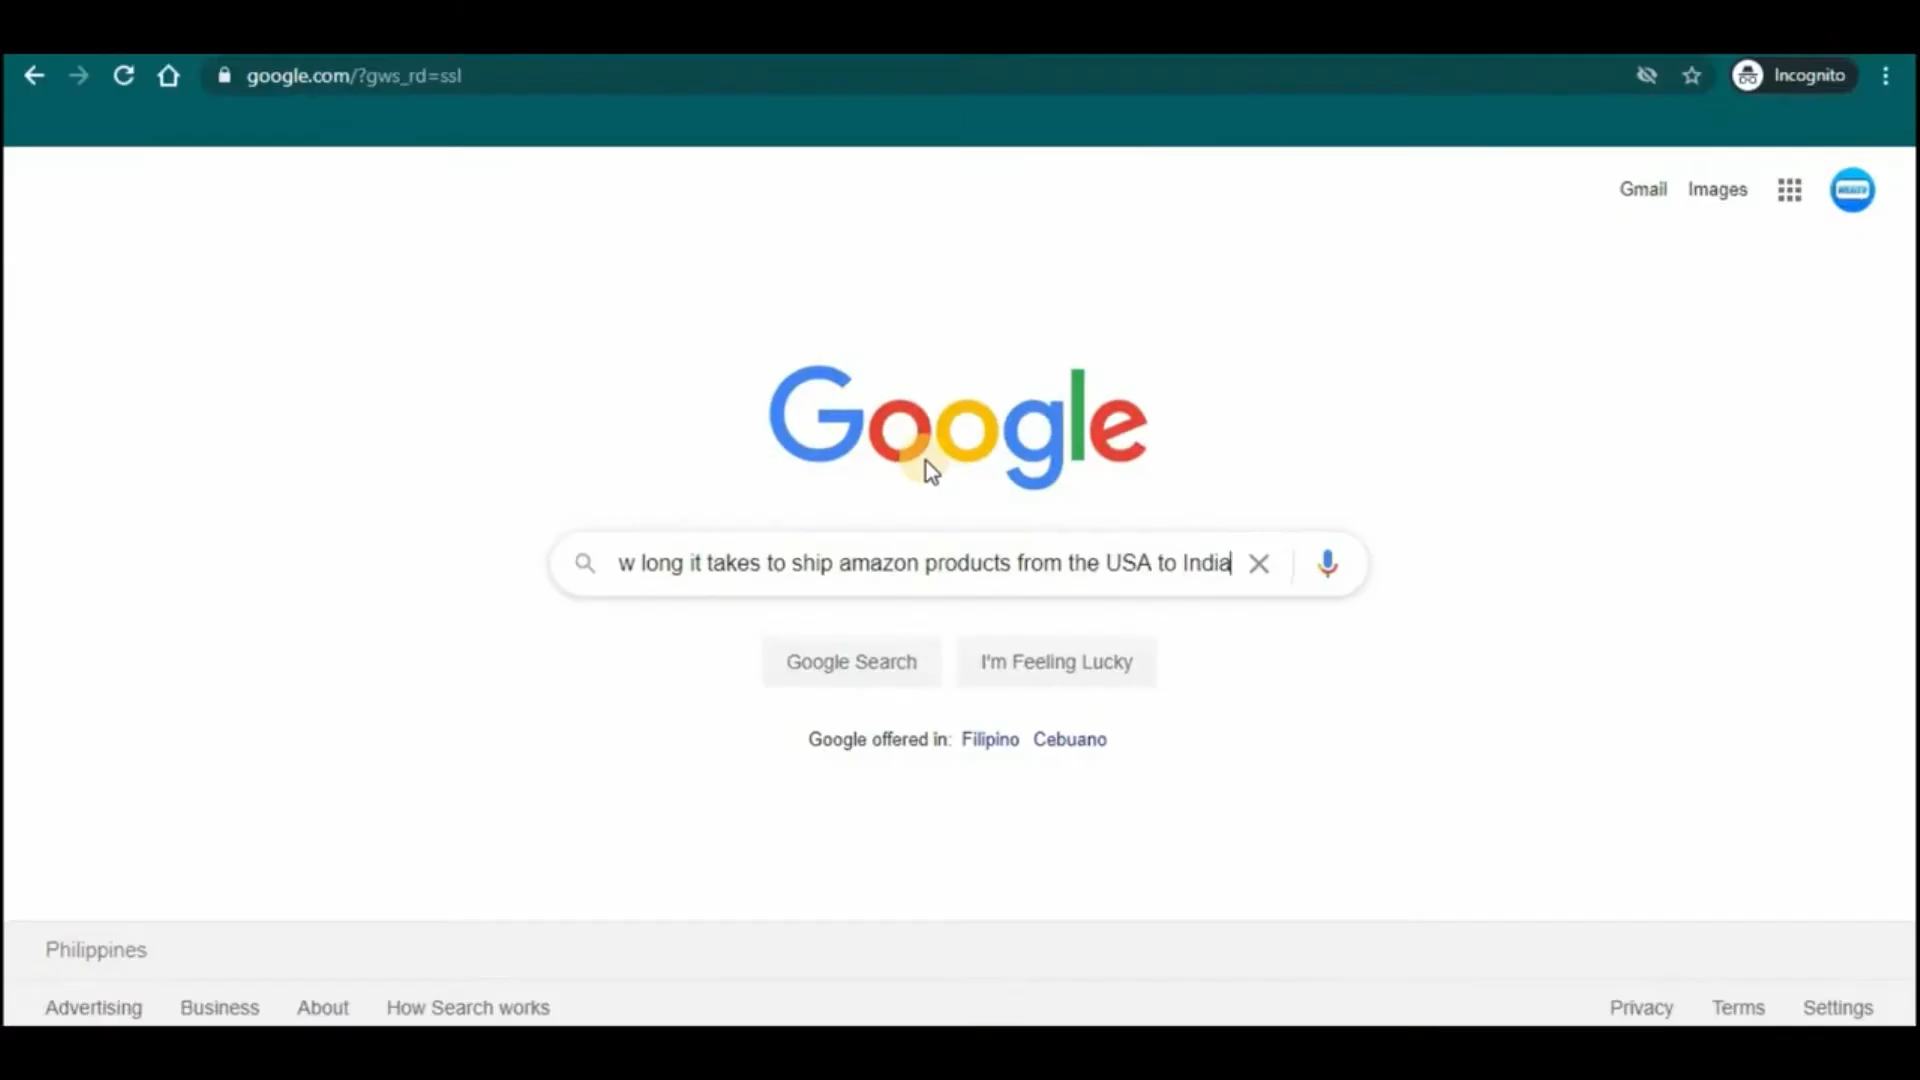 google.com/?gws_rd=ssl
Incognito
Gmail Images
Google
w long it takes to ship amazon products from the USA to India
Google Search I'm Feeling Lucky
Google offered in: Filipino Cebuano
Philippines
Advertising Business About How Search works
Privacy Terms Settings